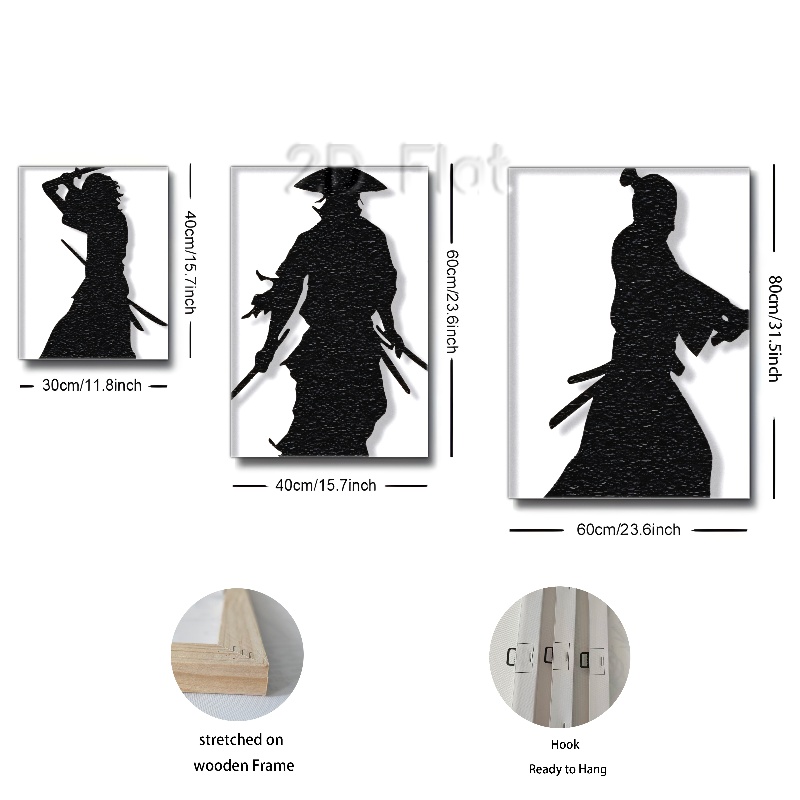 2D Flat
40cm/15.7inch
30cm/11.8inch
60cm/23.6inch
40cm/15.7inch
80cm/31.5inch
60cm/23.6inch
stretched on
wooden Frame
Hook
Ready to Hang